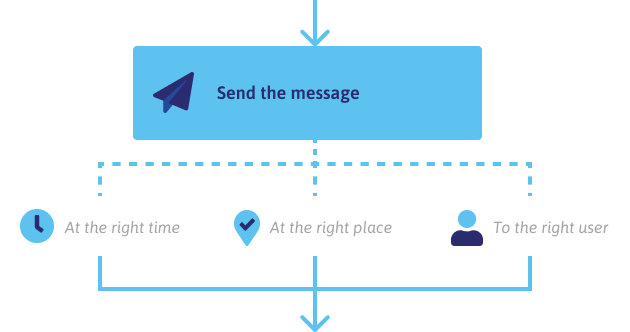 Send the message
At the right time
At the right place
To the right user